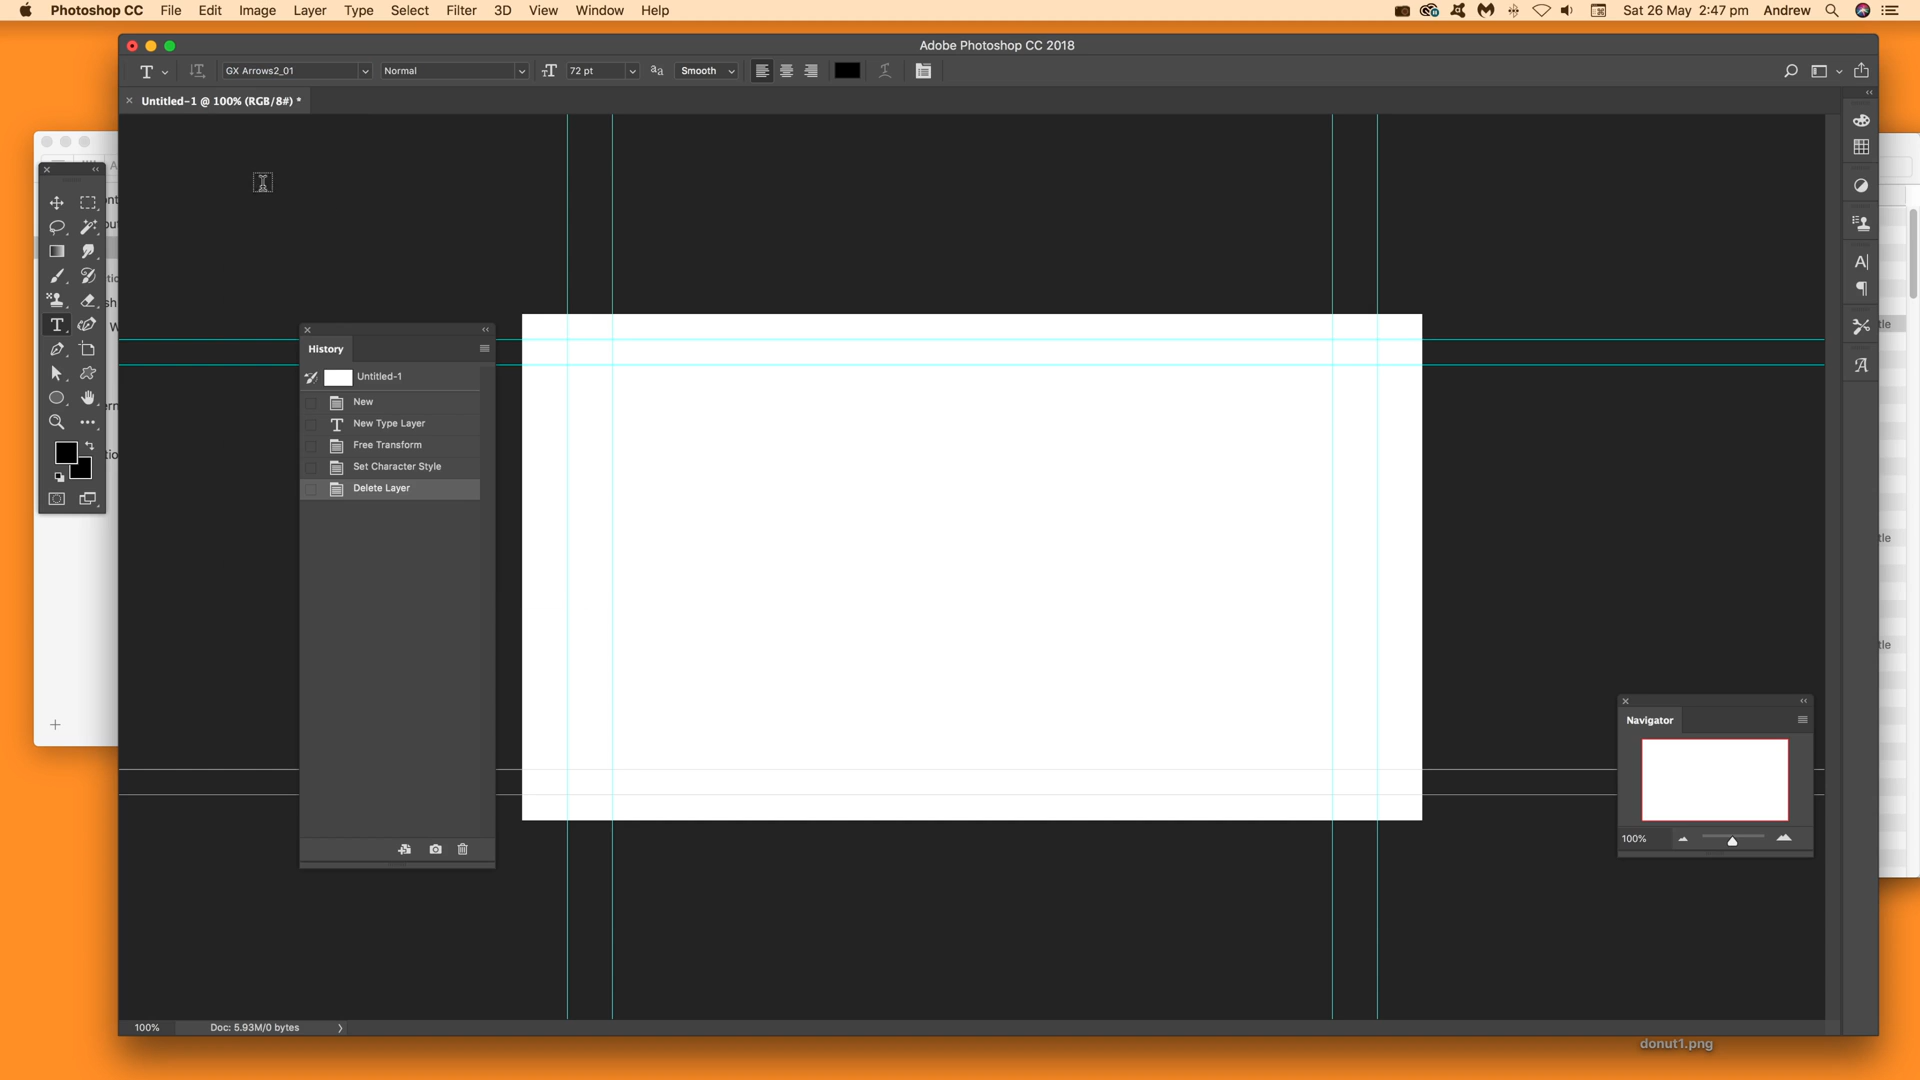 Photoshop CC File Edit Image Layer Type Select Filter 3D View Window Help Sat 26 May 2:47 pm Andrew
Adobe Photoshop CC 2018
GX Arrows2_01 Normal 72 pt Smooth
Untitled-1 @ 100% (RGB/8#) *
History
Untitled-1
New
New Type Layer
Free Transform
Set Character Style
Delete Layer
Navigator
100%
100% Doc: 5.93M/0 bytes
donut1.png